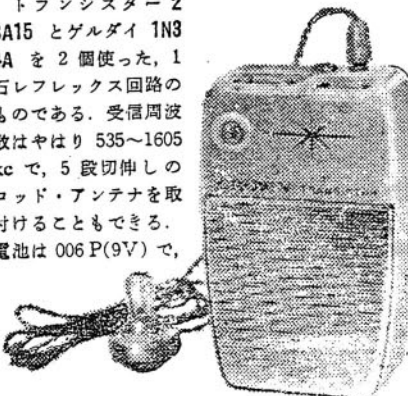 トランジスター 2
SA15 とゲルダイ 1N3
4A を 2 個使った，1
石レフレックス回路の
ものである．受信周波
数はやはり 535～1605
kc で，5 段切伸しの
ロッド・アンテナを取
付けることもできる．
電池は 006 P(9V) で，